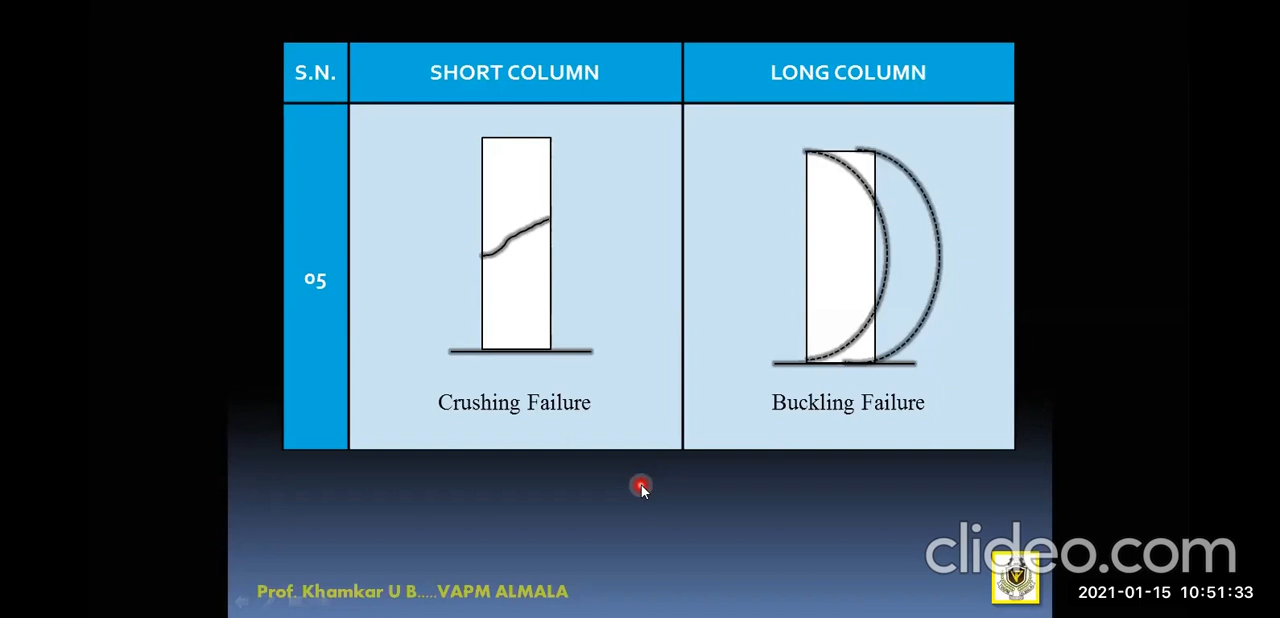 S.N.
SHORT COLUMN
LONG COLUMN
05
Crushing Failure
Buckling Failure
clideo.com
Prof. Khamkar U B.....VAPM ALMALA
2021-01-15 10:51:33